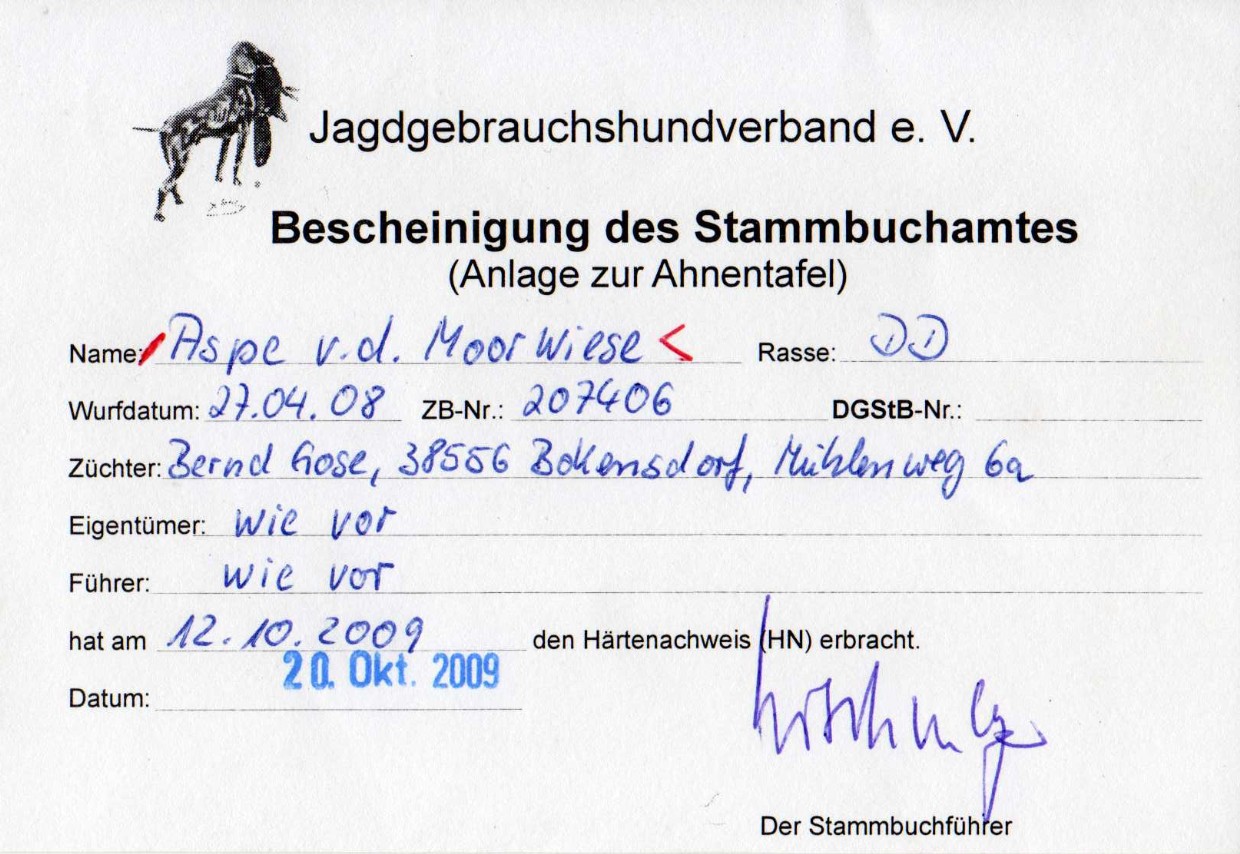 Jagdgebrauchshundverband e. V.
Bescheinigung des Stammbuchamtes
(Anlage zur Ahnentafel)
Name: Aspe v.d. Moorwiese Rasse: DD
Wurfdatum: 27.04.08 ZB-Nr.: 207406 DGStB-Nr.:
Züchter: Bernd Gose, 38556 Bokensdorf, Mühlenweg 6a
Eigentümer: wie vor
Führer: wie vor
hat am 12.10.2009 den Härtenachweis (HN) erbracht.
Datum: 20. Okt. 2009
Der Stammbuchführer